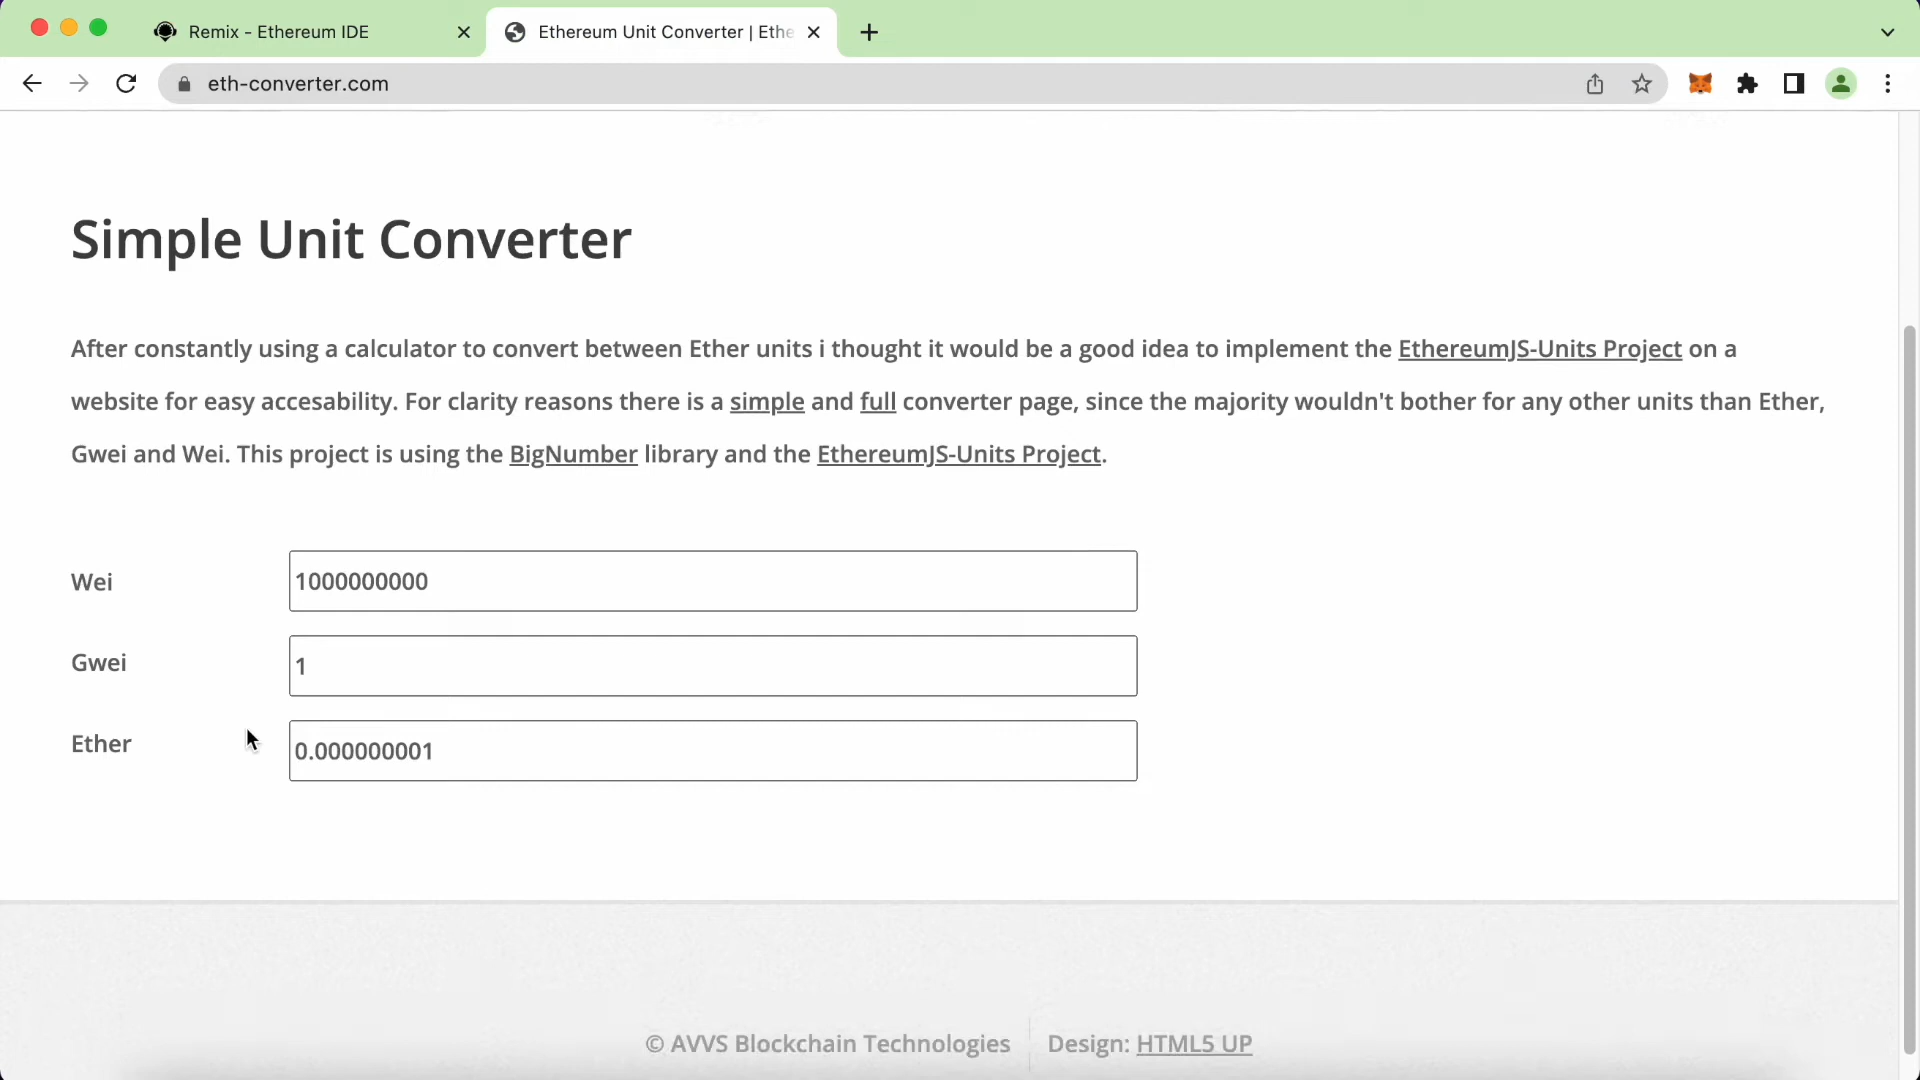 Remix - Ethereum IDE
Ethereum Unit Converter | Ethe
eth-converter.com
Simple Unit Converter
After constantly using a calculator to convert between Ether units i thought it would be a good idea to implement the EthereumJS-Units Project on a
website for easy accesability. For clarity reasons there is a simple and full converter page, since the majority wouldn't bother for any other units than Ether,
Gwei and Wei. This project is using the BigNumber library and the EthereumJS-Units Project.
Wei
1000000000
Gwei
1
Ether
0.000000001
© AVVS Blockchain Technologies
Design: HTML5 UP